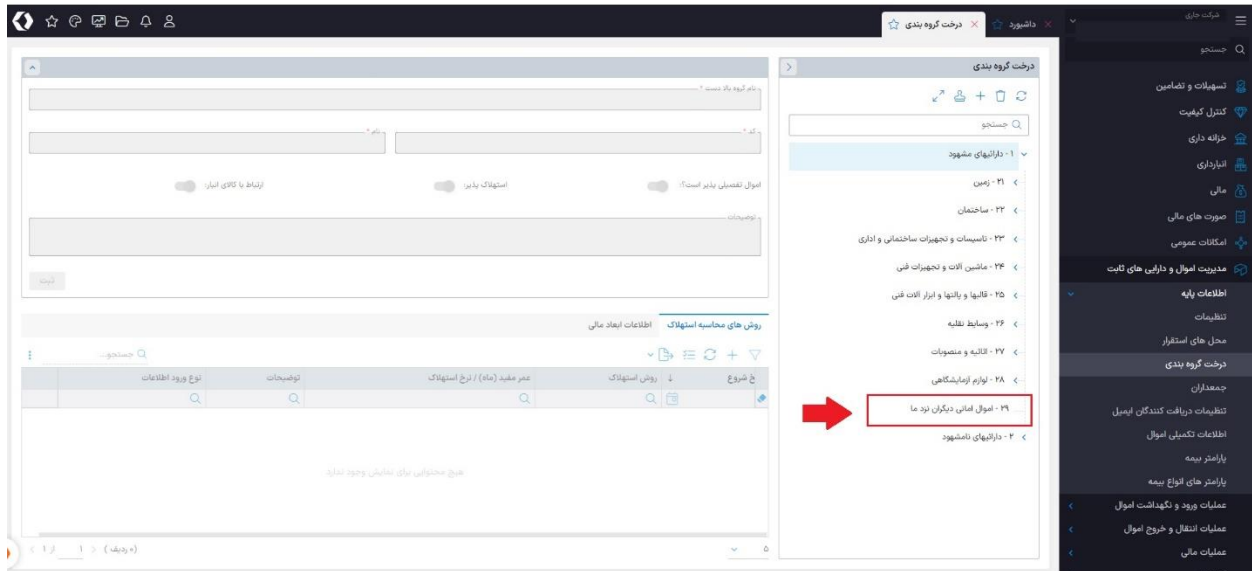 شرکت جاری
جستجو
تسهیلات و تضامین
کنترل کیفیت
خزانه داری
انبارداری
مالی
صورت های مالی
امکانات عمومی
مدیریت اموال و دارایی های ثابت
اطلاعات پایه
تنظیمات
محل های استقرار
درخت گروه بندی
جمعداران
تنظیمات دریافت کنندگان ایمیل
اطلاعات تکمیلی اموال
پارامتر بیمه
پارامتر های انواع بیمه
عملیات ورود و نگهداشت اموال
عملیات انتقال و خروج اموال
عملیات مالی
داشبورد
درخت گروه بندی
درخت گروه بندی
جستجو
۱ - دارائیهای مشهود
۲۱ - زمین
۲۲ - ساختمان
۲۳ - تاسیسات و تجهیزات ساختمانی و اداری
۲۴ - ماشین آلات و تجهیزات فنی
۲۵ - قالبها و پالتها و ابزار آلات فنی
۲۶ - وسایط نقلیه
۲۷ - اثاثیه و منصوبات
۲۸ - لوازم آزمایشگاهی
۲۹ - اموال امانی دیگران نزد ما
۲ - دارائیهای نامشهود
نام گروه بالا دست *
کد * نام *
اموال تفصیلی پذیر است؟: استهلاک پذیر: ارتباط با کالای انبار:
توضیحات
ثبت
روش های محاسبه استهلاک اطلاعات ابعاد مالی
جستجو...
خ شروع روش استهلاک عمر مفید (ماه) / نرخ استهلاک توضیحات نوع ورود اطلاعات
هیچ محتوایی برای نمایش وجود ندارد
۵ (۰ ردیف) 1 / 1